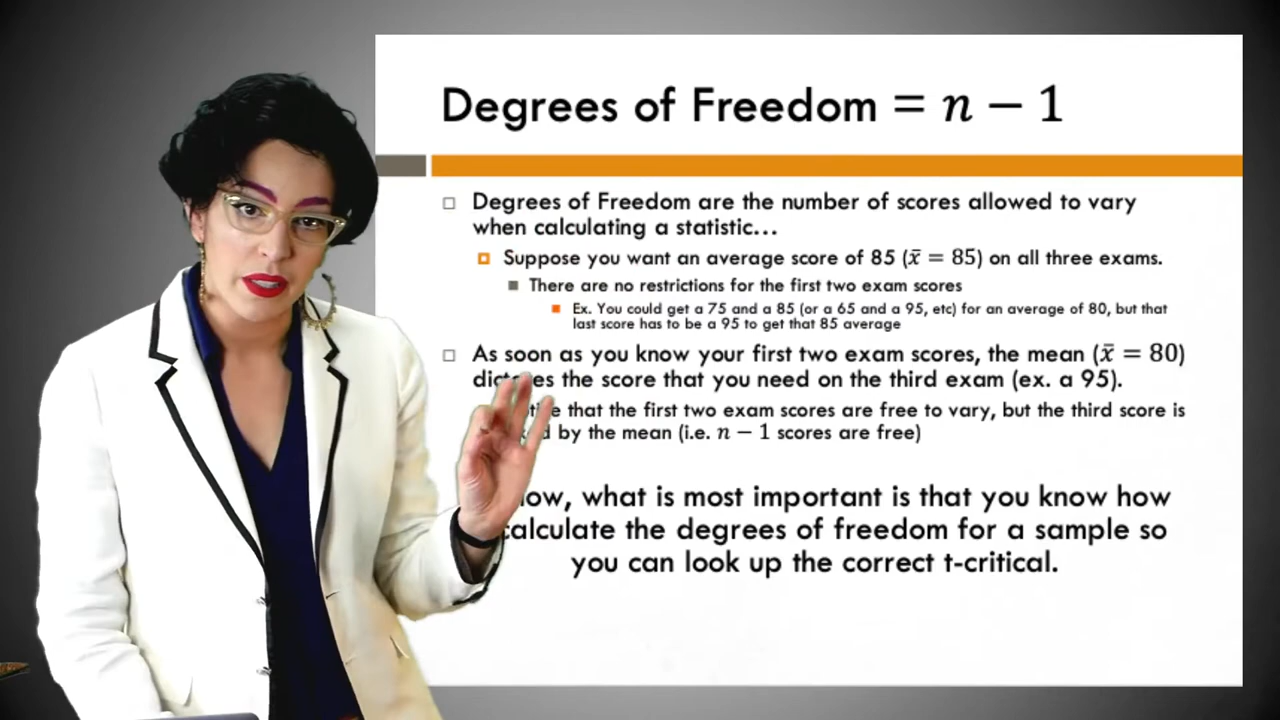 Degrees of Freedom = n − 1
Degrees of Freedom are the number of scores allowed to vary
when calculating a statistic...
Suppose you want an average score of 85 (x̄ = 85) on all three exams.
There are no restrictions for the first two exam scores
Ex. You could get a 75 and a 85 (or a 65 and a 95, etc) for an average of 80, but that
last score has to be a 95 to get that 85 average
As soon as you know your first two exam scores, the mean (x̄ = 80)
the score that you need on the third exam (ex. a 95).
that the first two exam scores are free to vary, but the third score is
by the mean (i.e. n − 1 scores are free)
what is most important is that you know how
calculate the degrees of freedom for a sample so
you can look up the correct t-critical.